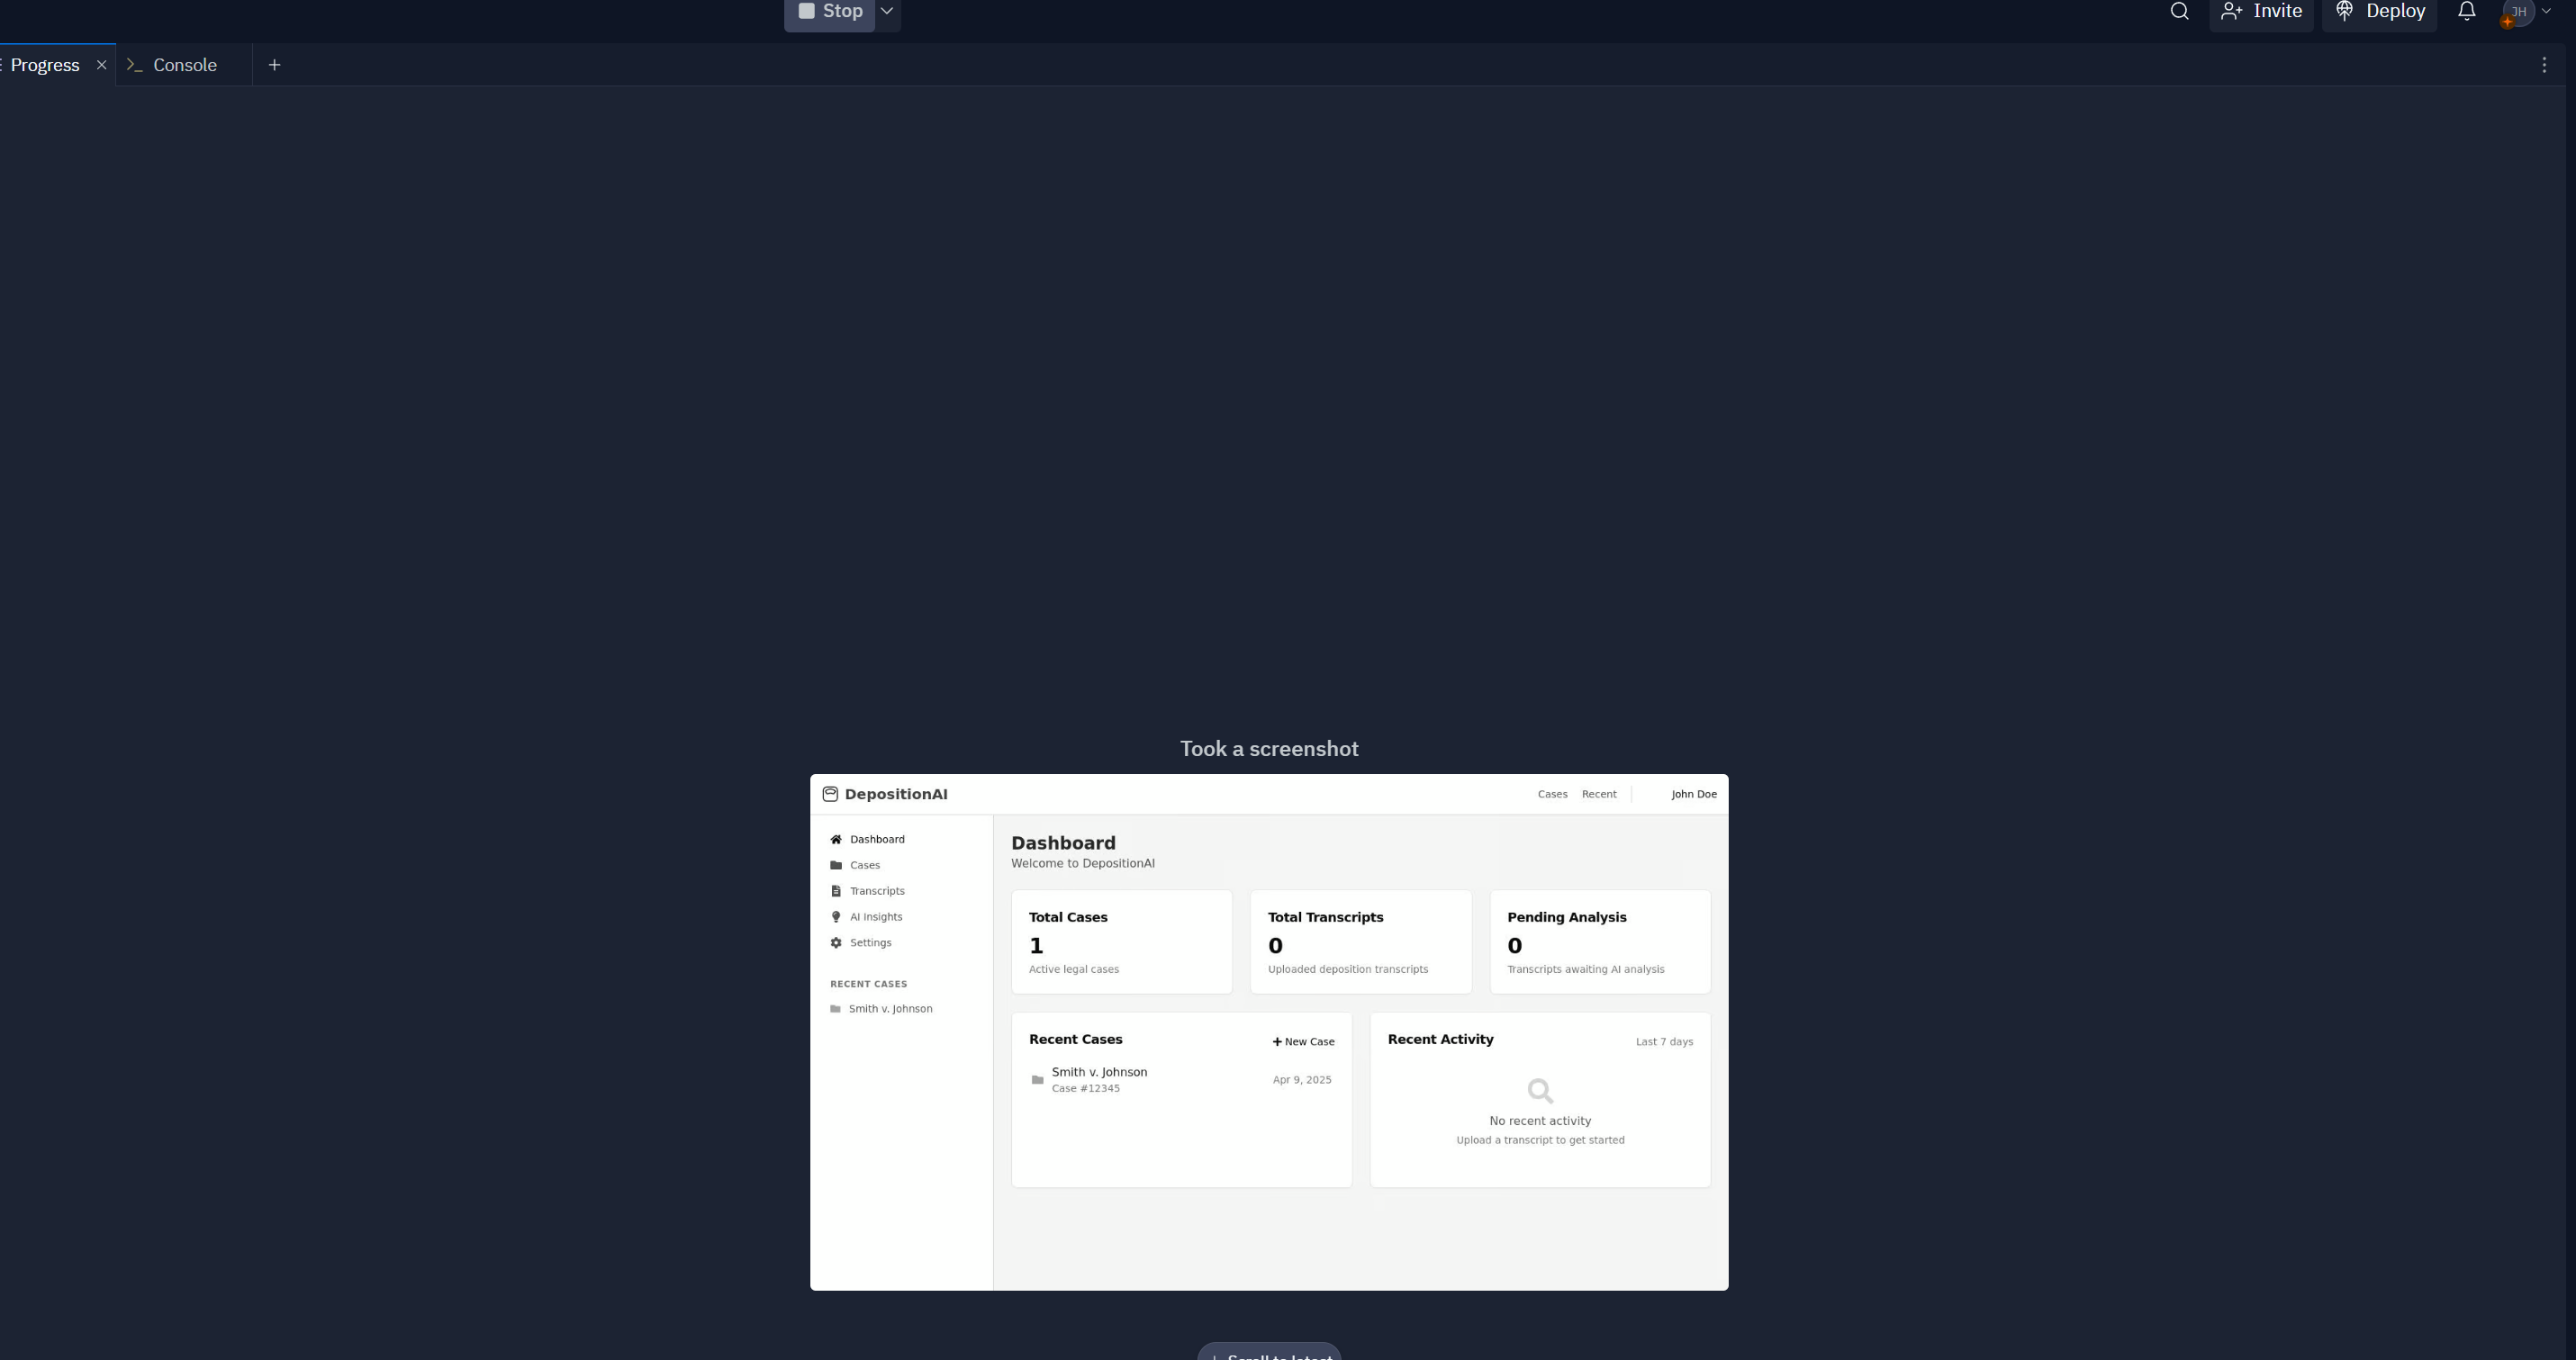 Stop
Invite
Deploy
JH
Progress
Console
Took a screenshot
DepositionAI
Cases
Recent
John Doe
Dashboard
Cases
Transcripts
AI Insights
Settings
RECENT CASES
Smith v. Johnson
Dashboard
Welcome to DepositionAI
Total Cases
1
Active legal cases
Total Transcripts
0
Uploaded deposition transcripts
Pending Analysis
0
Transcripts awaiting AI analysis
Recent Cases
+ New Case
Smith v. Johnson
Case #12345
Apr 9, 2025
Recent Activity
Last 7 days
No recent activity
Upload a transcript to get started
Scroll to latest